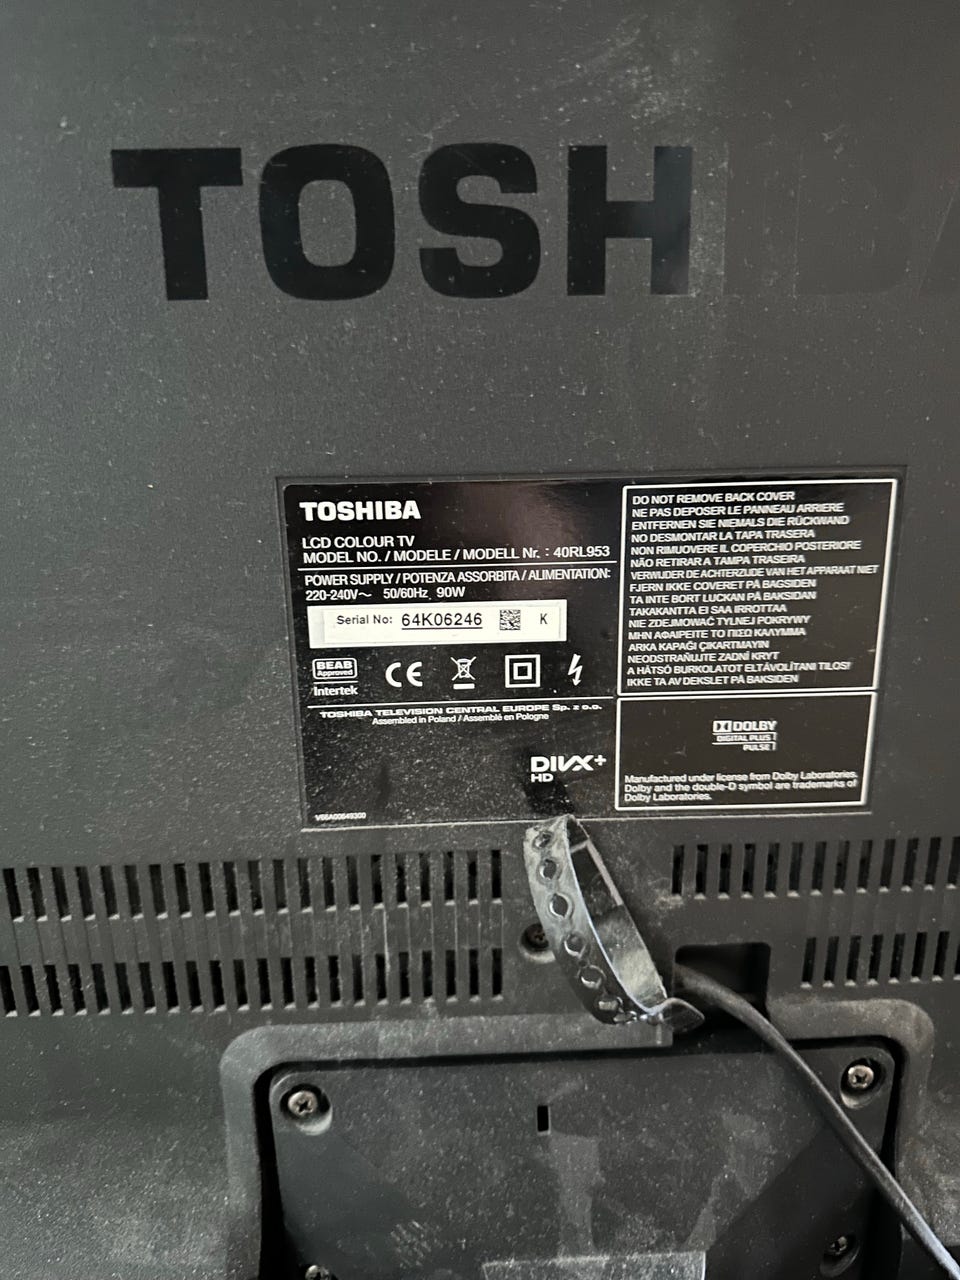 TOSH
TOSHIBA
LCD COLOUR TV
MODEL NO. / MODELE / MODELL Nr. : 40RL953
POWER SUPPLY / POTENZA ASSORBITA / ALIMENTATION:
220-240V~ 50/60Hz 90W
Serial No: 64K06246 K
BEAB
Approved
Intertek
CE
TOSHIBA TELEVISION CENTRAL EUROPE Sp. z o.o.
Assembled in Poland / Assemblé en Pologne
DIVX+
HD
V66A00649300
DO NOT REMOVE BACK COVER
NE PAS DEPOSER LE PANNEAU ARRIERE
ENTFERNEN SIE NIEMALS DIE RÜCKWAND
NO DESMONTAR LA TAPA TRASERA
NON RIMUOVERE IL COPERCHIO POSTERIORE
NÃO RETIRAR A TAMPA TRASEIRA
VERWIJDER DE ACHTERZIJDE VAN HET APPARAAT NIET
FJERN IKKE COVERET PÅ BAGSIDEN
TA INTE BORT LUCKAN PÅ BAKSIDAN
TAKAKANTTA EI SAA IRROTTAA
NIE ZDEJMOWAĆ TYLNEJ POKRYWY
ΜΗΝ ΑΦΑΙΡΕΙΤΕ ΤΟ ΠΙΣΩ ΚΑΛΥΜΜΑ
ARKA KAPAĞI ÇIKARTMAYIN
NEODSTRAŇUJTE ZADNÍ KRYT
A HÁTSÓ BURKOLATOT ELTÁVOLÍTANI TILOS!
IKKE TA AV DEKSLET PÅ BAKSIDEN
DOLBY
DIGITAL PLUS
PULSE
Manufactured under license from Dolby Laboratories.
Dolby and the double-D symbol are trademarks of
Dolby Laboratories.